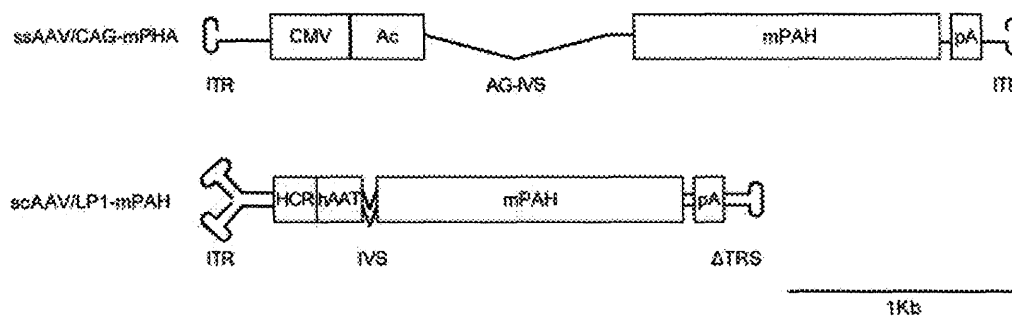 ssAAV/CAG-mPHA
CMV Ac mPAH pA
ITR AG-IVS ITR
scAAV/LP1-mPAH
HCR hAAT mPAH pA
ITR IVS ΔTRS
1Kb